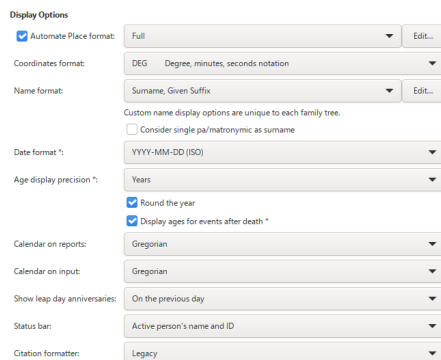 Display Options
Automate Place format: Full Edit...
Coordinates format: DEG Degree, minutes, seconds notation
Name format: Surname, Given Suffix Edit...
Custom name display options are unique to each family tree.
Consider single pa/matronymic as surname
Date format *: YYYY-MM-DD (ISO)
Age display precision *: Years
Round the year
Display ages for events after death *
Calendar on reports: Gregorian
Calendar on input: Gregorian
Show leap day anniversaries: On the previous day
Status bar: Active person's name and ID
Citation formatter: Legacy